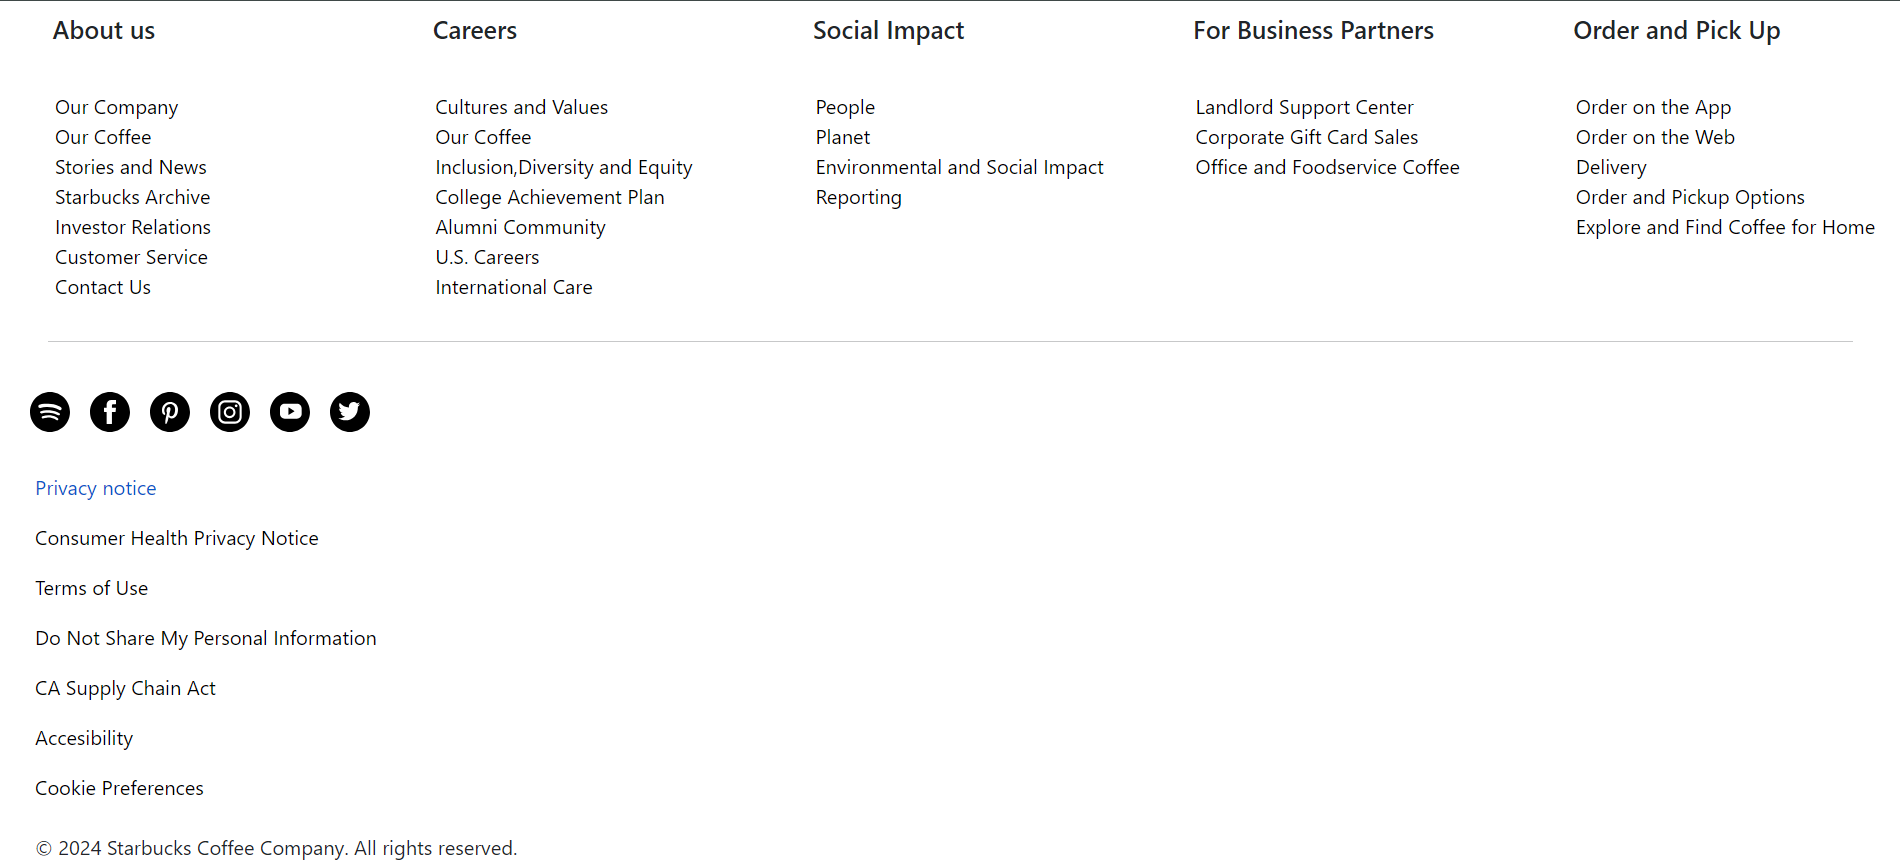 About us
Our Company
Our Coffee
Stories and News
Starbucks Archive
Investor Relations
Customer Service
Contact Us
Careers
Cultures and Values
Our Coffee
Inclusion,Diversity and Equity
College Achievement Plan
Alumni Community
U.S. Careers
International Care
Social Impact
People
Planet
Environmental and Social Impact
Reporting
For Business Partners
Landlord Support Center
Corporate Gift Card Sales
Office and Foodservice Coffee
Order and Pick Up
Order on the App
Order on the Web
Delivery
Order and Pickup Options
Explore and Find Coffee for Home
Privacy notice
Consumer Health Privacy Notice
Terms of Use
Do Not Share My Personal Information
CA Supply Chain Act
Accesibility
Cookie Preferences
© 2024 Starbucks Coffee Company. All rights reserved.